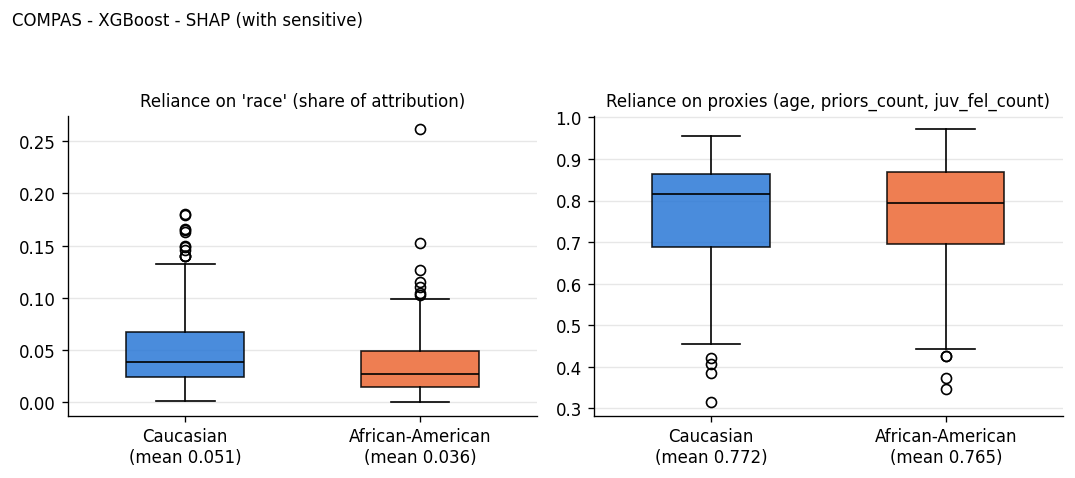 COMPAS - XGBoost - SHAP (with sensitive)
Reliance on 'race' (share of attribution)
0.25
0.20
0.15
0.10
0.05
0.00
Caucasian
(mean 0.051)
African-American
(mean 0.036)
Reliance on proxies (age, priors_count, juv_fel_count)
1.0
0.9
0.8
0.7
0.6
0.5
0.4
0.3
Caucasian
(mean 0.772)
African-American
(mean 0.765)